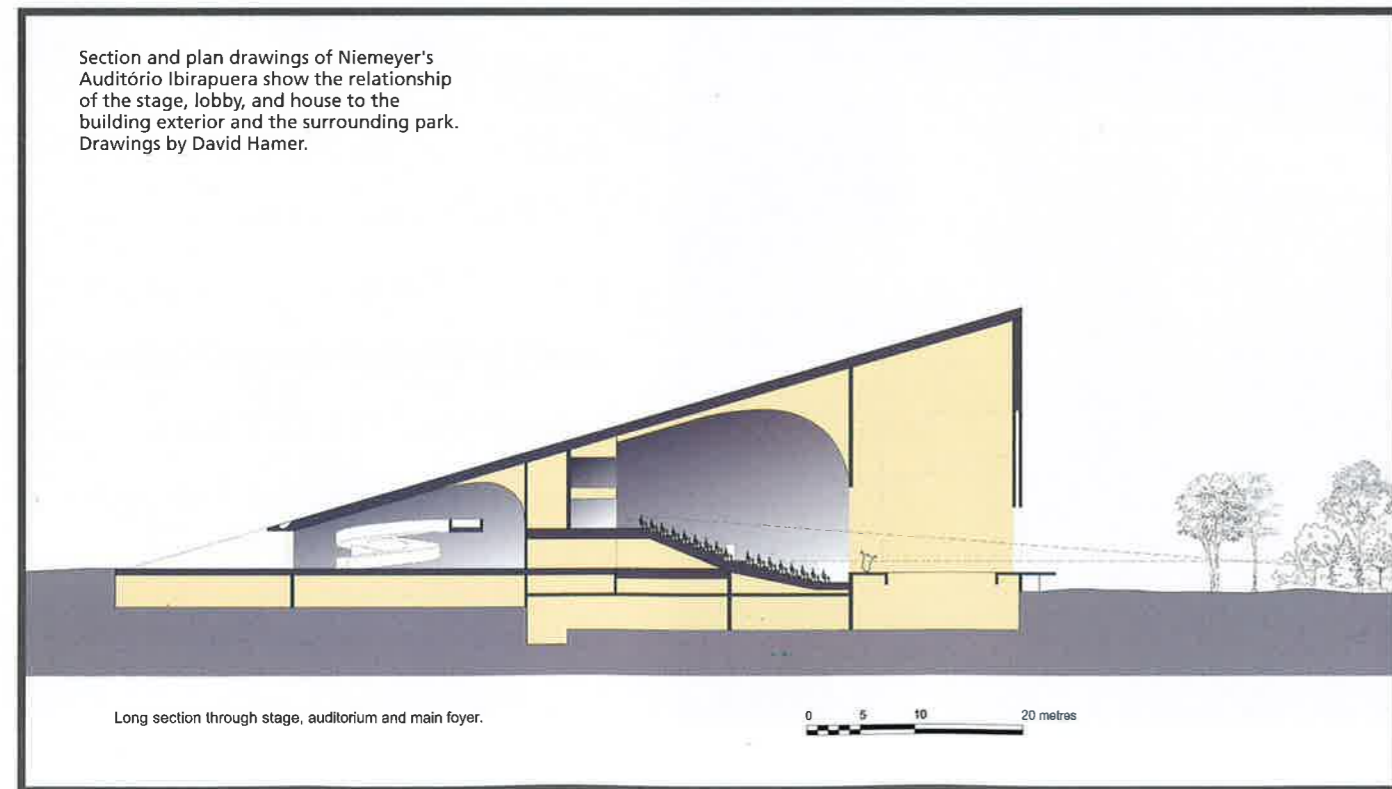 Section and plan drawings of Niemeyer's
Auditório Ibirapuera show the relationship
of the stage, lobby, and house to the
building exterior and the surrounding park.
Drawings by David Hamer.
Long section through stage, auditorium and main foyer.
0 5 10 20 metres